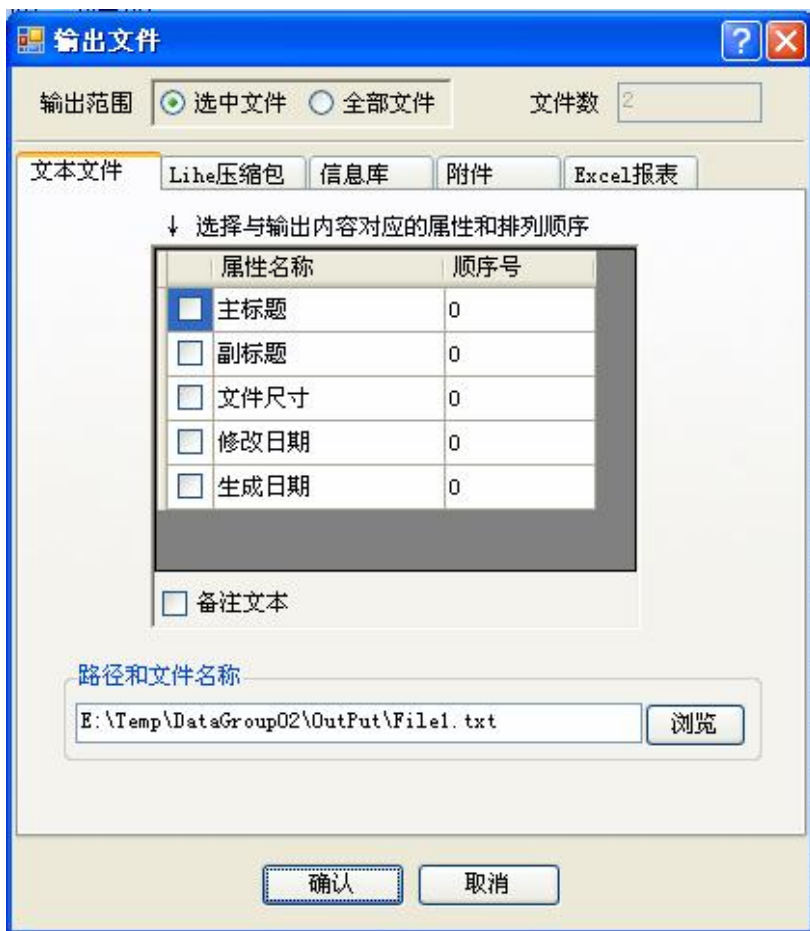 输出文件
输出范围 选中文件 全部文件 文件数 2
文本文件 Lihe压缩包 信息库 附件 Excel报表
↓ 选择与输出内容对应的属性和排列顺序
属性名称 顺序号
主标题 0
副标题 0
文件尺寸 0
修改日期 0
生成日期 0
备注文本
路径和文件名称
E:\Temp\DataGroup02\OutPut\File1.txt 浏览
确认 取消